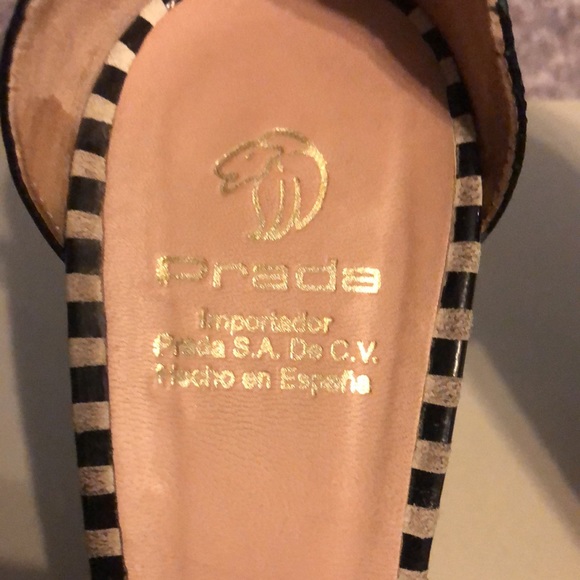 Prada
Importador
Prada S.A. De C.V.
Hecho en España